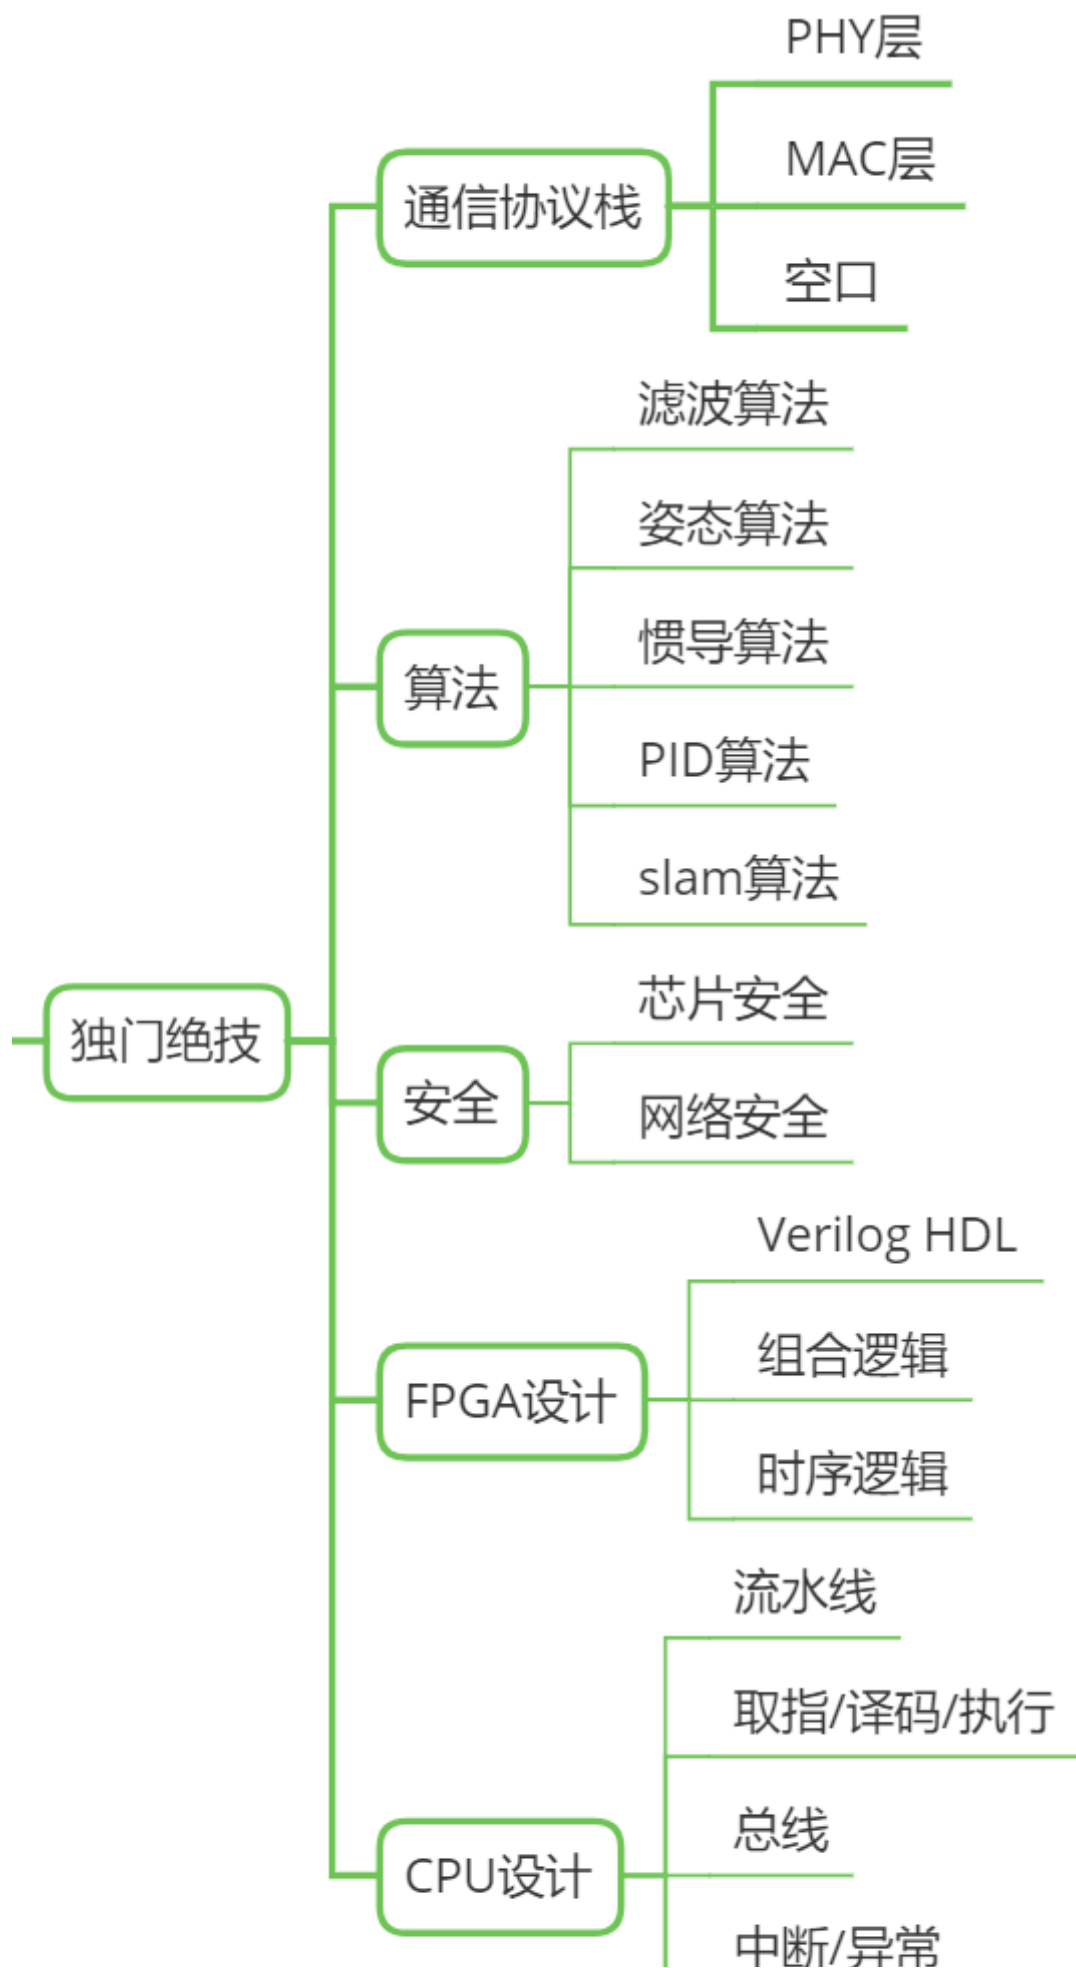 PHY层
MAC层
通信协议栈
空口
滤波算法
姿态算法
惯导算法
算法
PID算法
slam算法
芯片安全
独门绝技
安全
网络安全
Verilog HDL
组合逻辑
FPGA设计
时序逻辑
流水线
取指/译码/执行
总线
CPU设计
中断/异常